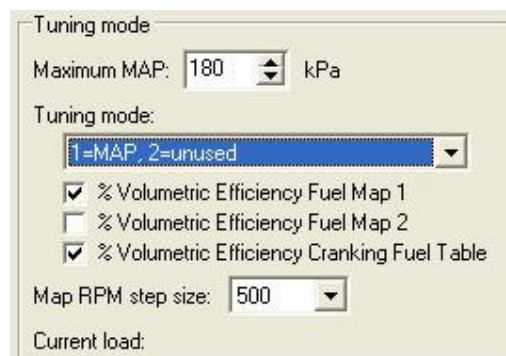 Tuning mode
Maximum MAP: 180 kPa
Tuning mode:
1=MAP, 2=unused
% Volumetric Efficiency Fuel Map 1
% Volumetric Efficiency Fuel Map 2
% Volumetric Efficiency Cranking Fuel Table
Map RPM step size: 500
Current load: